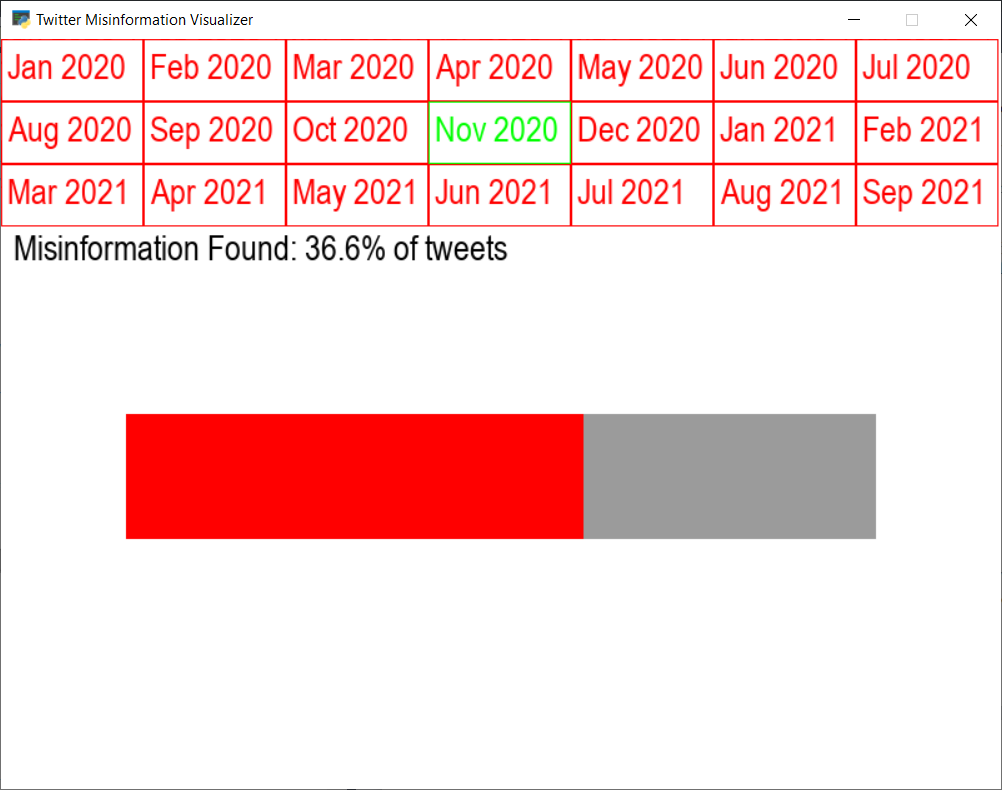 Twitter Misinformation Visualizer
Jan 2020 Feb 2020 Mar 2020 Apr 2020 May 2020 Jun 2020 Jul 2020
Aug 2020 Sep 2020 Oct 2020 Nov 2020 Dec 2020 Jan 2021 Feb 2021
Mar 2021 Apr 2021 May 2021 Jun 2021 Jul 2021 Aug 2021 Sep 2021
Misinformation Found: 36.6% of tweets